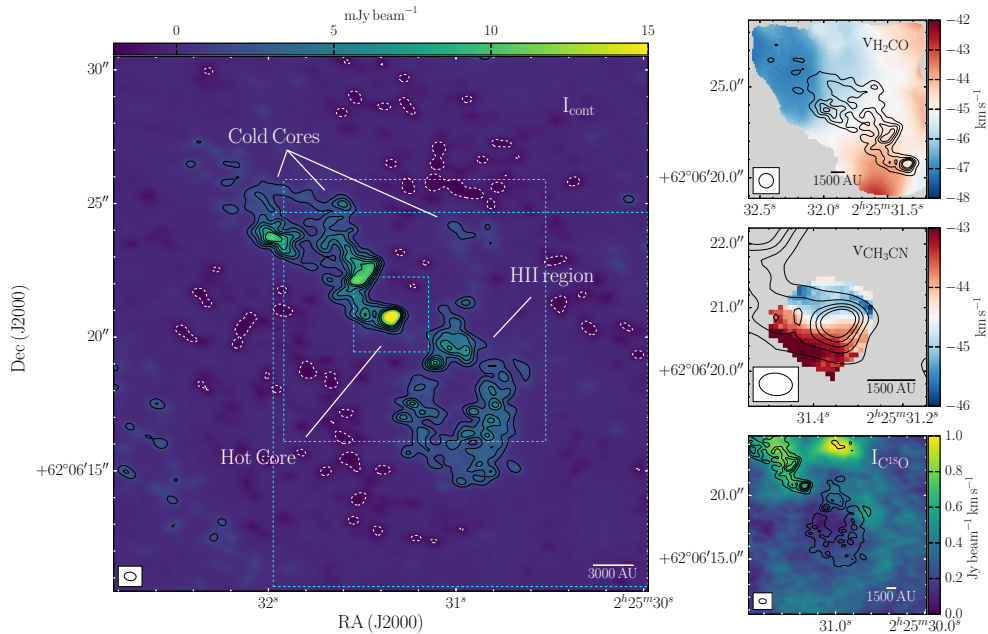 mJy beam⁻¹
0 5 10 15
30″
25″
20″
+62°06′15″
Dec (J2000)
I_cont
Cold Cores
HII region
Hot Core
3000 AU
32ˢ 31ˢ 2ʰ25ᵐ30ˢ
RA (J2000)
v_H₂CO
25.0″
+62°06′20.0″
1500 AU
32.5ˢ 32.0ˢ 2ʰ25ᵐ31.5ˢ
−42
−43
−44
−45
−46
−47
−48
km s⁻¹
v_CH₃CN
22.0″
21.0″
+62°06′20.0″
1500 AU
31.4ˢ 2ʰ25ᵐ31.2ˢ
−43
−44
−45
−46
km s⁻¹
I_C¹⁸O
20.0″
+62°06′15.0″
1500 AU
31.0ˢ 2ʰ25ᵐ30.0ˢ
1.0
0.8
0.6
0.4
0.2
0.0
Jy beam⁻¹ km s⁻¹